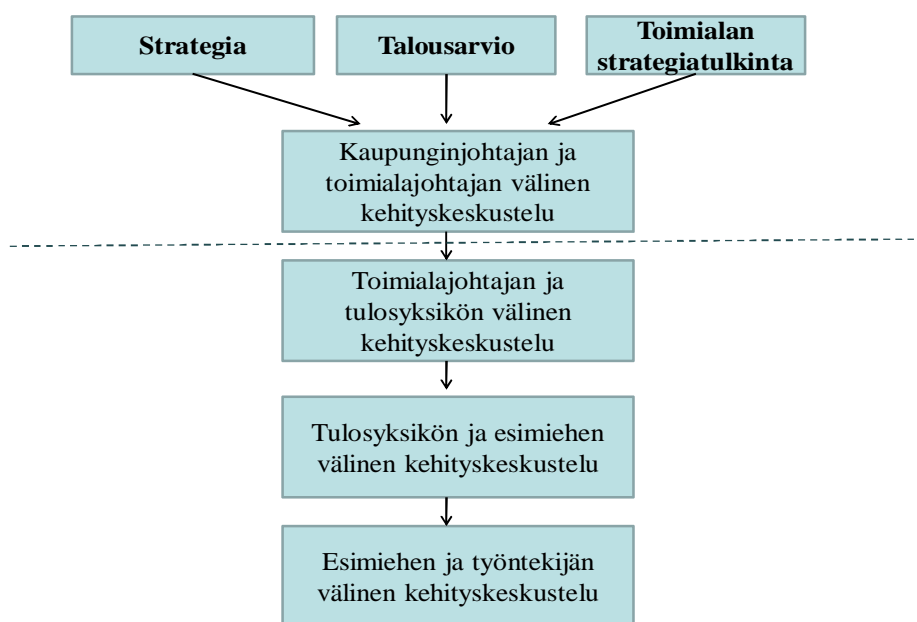 Strategia
Talousarvio
Toimialan
strategiatulkinta
Kaupunginjohtajan ja
toimialajohtajan välinen
kehityskeskustelu
Toimialajohtajan ja
tulosyksikön välinen
kehityskeskustelu
Tulosyksikön ja esimiehen
välinen kehityskeskustelu
Esimiehen ja työntekijän
välinen kehityskeskustelu